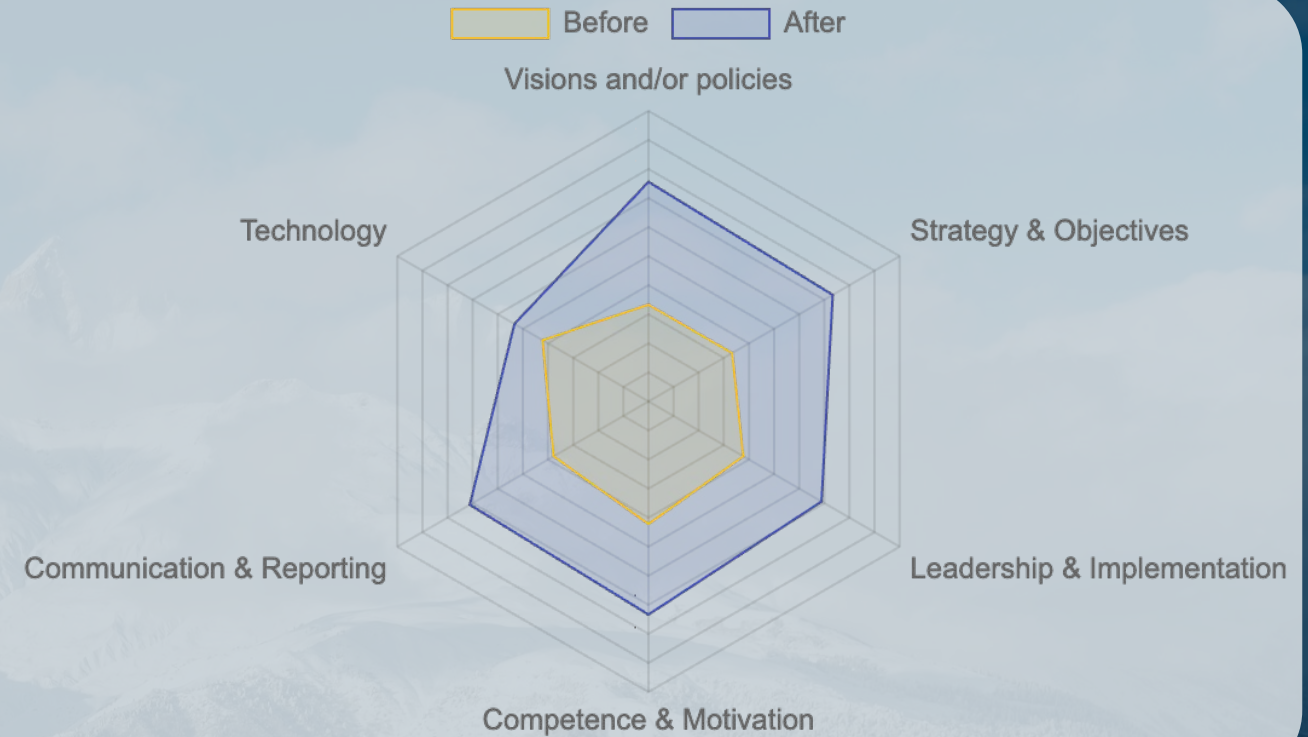 Before After
Visions and/or policies
Technology
Strategy & Objectives
Communication & Reporting
Leadership & Implementation
Competence & Motivation